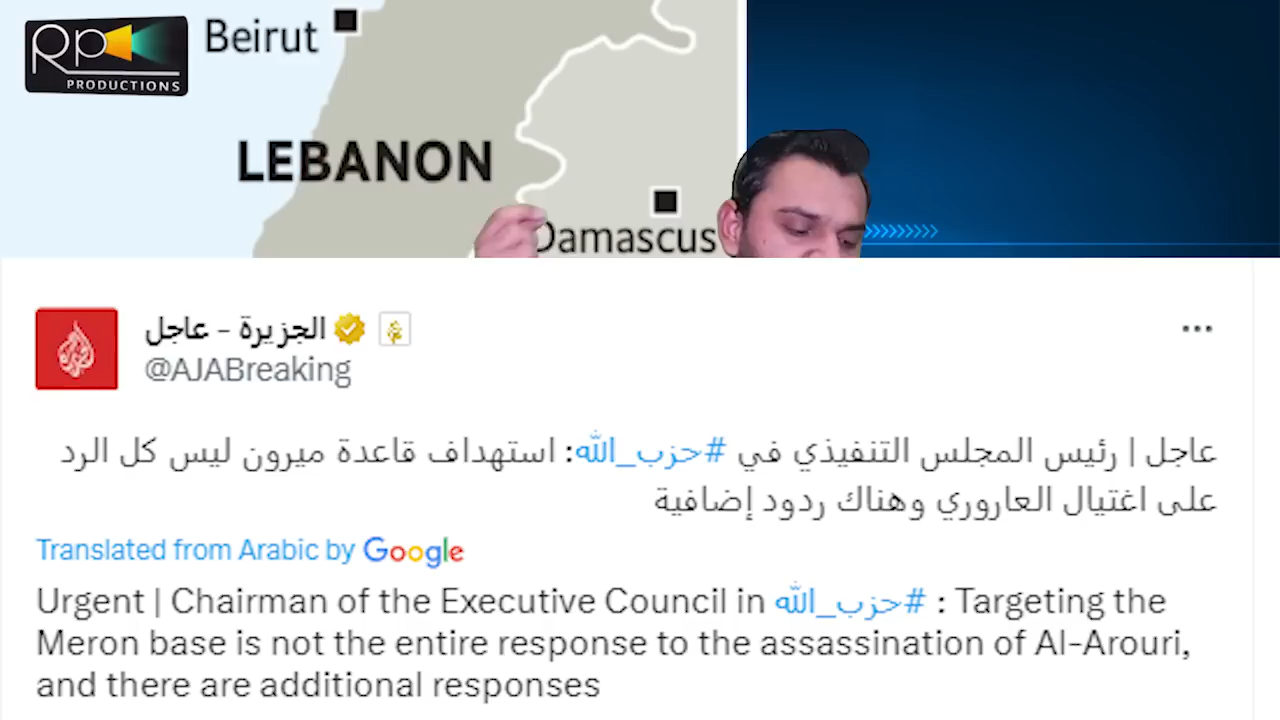 RP
PRODUCTIONS
Beirut
LEBANON
Damascus
الجزيرة - عاجل
@AJABreaking
عاجل | رئيس المجلس التنفيذي في #حزب_الله: استهداف قاعدة ميرون ليس كل الرد
على اغتيال العاروري وهناك ردود إضافية
Translated from Arabic by Google
Urgent | Chairman of the Executive Council in #حزب_الله : Targeting the
Meron base is not the entire response to the assassination of Al-Arouri,
and there are additional responses